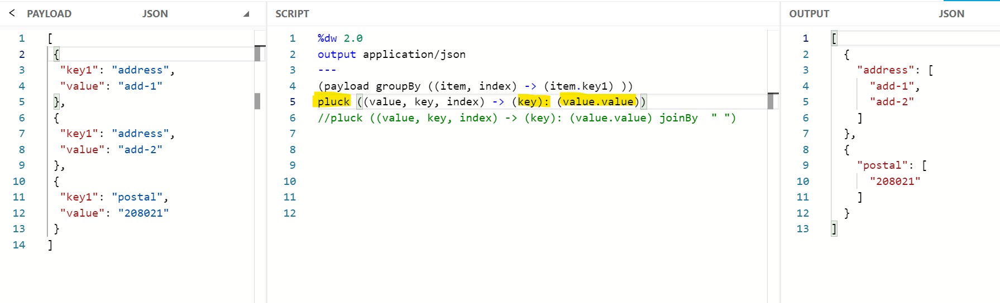 < PAYLOAD JSON
1 [
2 {
3 "key1": "address",
4 "value": "add-1"
5 },
6 {
7 "key1": "address",
8 "value": "add-2"
9 },
10 {
11 "key1": "postal",
12 "value": "208021"
13 }
14 ]
SCRIPT
1 %dw 2.0
2 output application/json
3 ---
4 (payload groupBy ((item, index) -> (item.key1) ))
5 pluck ((value, key, index) -> (key): (value.value))
6 //pluck ((value, key, index) -> (key): (value.value) joinBy  " ")
7
8
9
10
11
12
OUTPUT JSON
1 [
2 {
3 "address": [
4 "add-1",
5 "add-2"
6 ]
7 },
8 {
9 "postal": [
10 "208021"
11 ]
12 }
13 ]